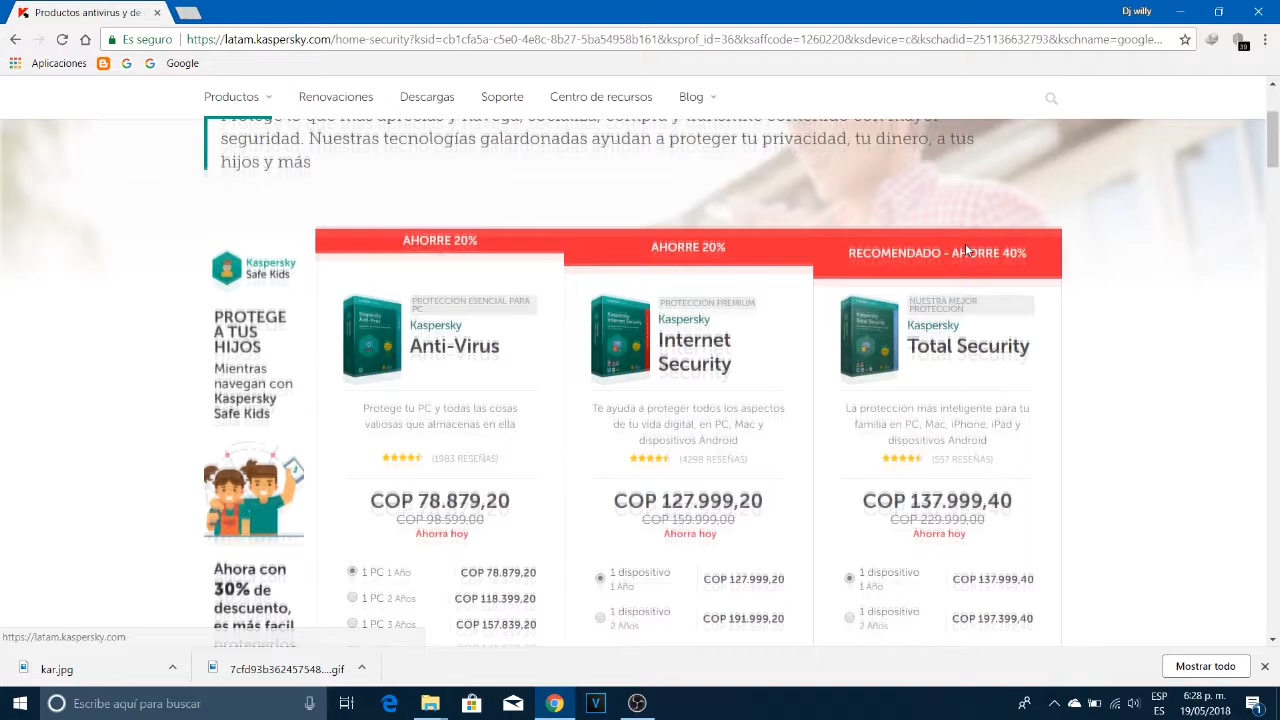 Productos antivirus y de
Dj willy
Es seguro
https://latam.kaspersky.com/home-security?ksid=cb1cfa5a-c5e0-4e8c-8b27-5ba54958b161&ksprof_id=36&ksaffcode=1260220&ksdevice=c&kschadid=251136632793&kschname=google...
39
Aplicaciones
Google
Productos
Renovaciones
Descargas
Soporte
Centro de recursos
Blog
seguridad. Nuestras tecnologías galardonadas ayudan a proteger tu privacidad, tu dinero, a tus
hijos y más
Kaspersky
Safe Kids
PROTEGE
A TUS
HIJOS
Mientras
navegan con
Kaspersky
Safe Kids
Ahora con
30% de
descuento,
es más facil
AHORRE 20%
PROTECCIÓN ESENCIAL PARA
PC
Kaspersky
Anti-Virus
Protege tu PC y todas las cosas
valiosas que almacenas en ella
(1983 RESEÑAS)
COP 78.879,20
COP 98.599,00
Ahorra hoy
1 PC 1 Año COP 78.879,20
1 PC 2 Años COP 118.399,20
1 PC 3 Años COP 157.839,20
AHORRE 20%
PROTECCIÓN PREMIUM
Kaspersky
Internet
Security
Te ayuda a proteger todos los aspectos
de tu vida digital, en PC, Mac y
dispositivos Android
(4298 RESEÑAS)
COP 127.999,20
COP 159.999,00
Ahorra hoy
1 dispositivo
1 Año
COP 127.999,20
1 dispositivo
2 Años
COP 191.999,20
RECOMENDADO - AHORRE 40%
NUESTRA MEJOR
PROTECCIÓN
Kaspersky
Total Security
La protección más inteligente para tu
familia en PC, Mac, iPhone, iPad y
dispositivos Android
(557 RESEÑAS)
COP 137.999,40
COP 229.999,00
Ahorra hoy
1 dispositivo
1 Año
COP 137.999,40
1 dispositivo
2 Años
COP 197.399,40
https://latam.kaspersky.com
kar.jpg
7cfd93b362457548....gif
Mostrar todo
Escribe aquí para buscar
ESP
ES
6:28 p. m.
19/05/2018